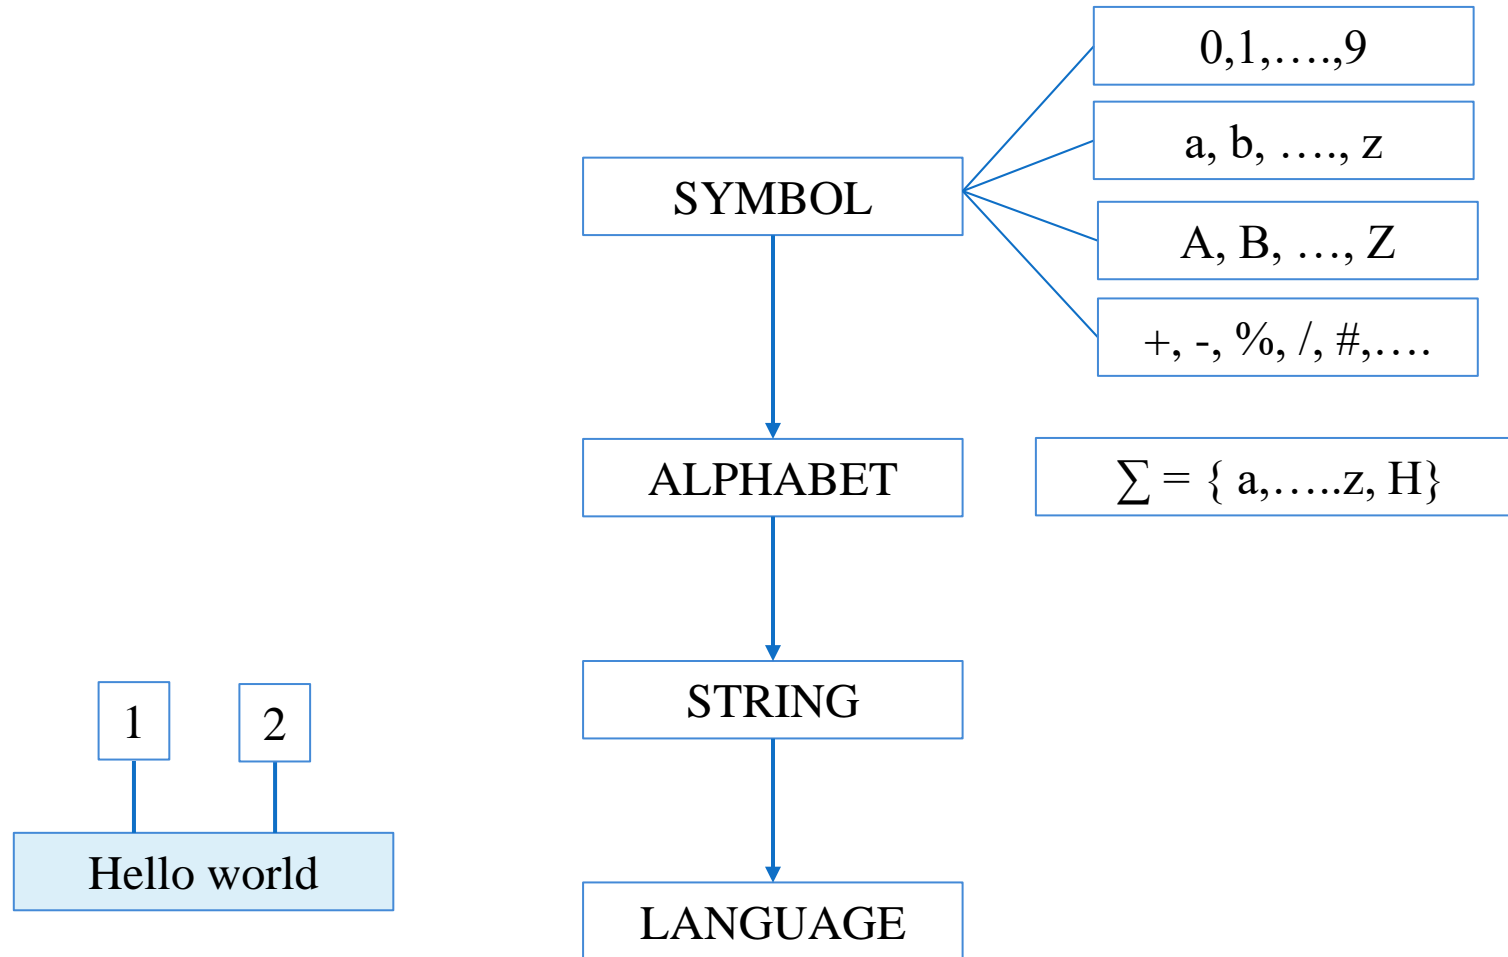 0,1,….,9
a, b, …., z
SYMBOL
A, B, …, Z
+, -, %, /, #,….
ALPHABET
∑ = { a,…..z, H}
STRING
1
2
Hello world
LANGUAGE